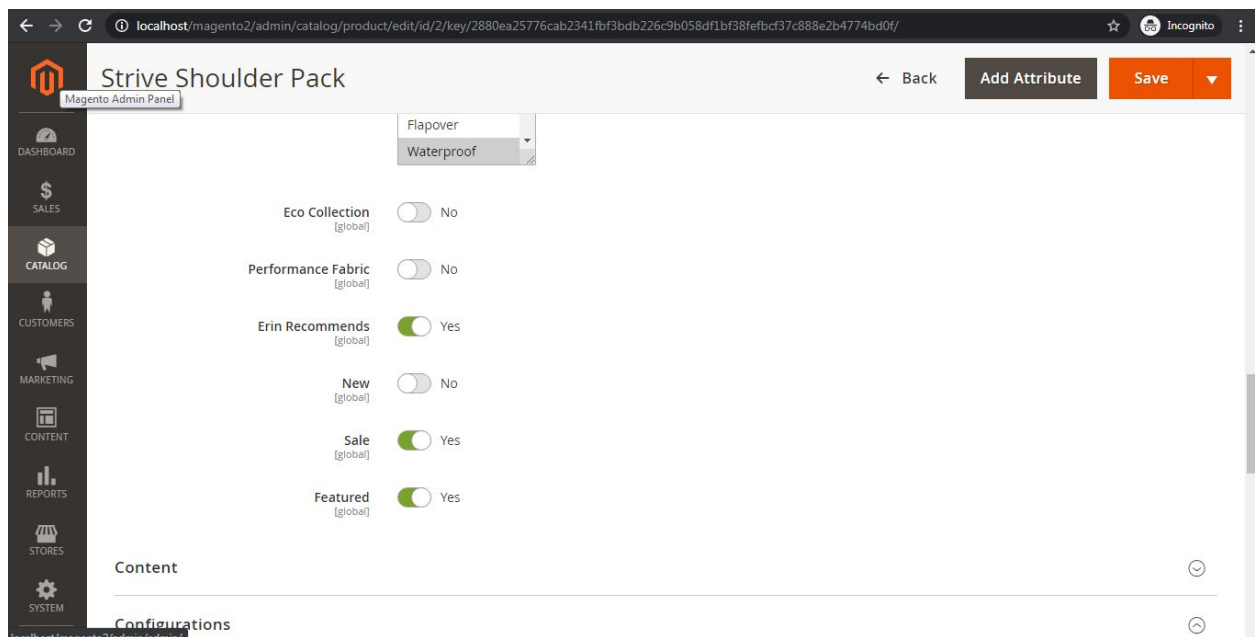 localhost/magento2/admin/catalog/product/edit/id/2/key/2880ea25776cab2341fbf3bdb226c9b058df1bf38fefbcf37c888e2b4774bd0f/
Incognito
Strive Shoulder Pack
Back
Add Attribute
Save
Magento Admin Panel
DASHBOARD
SALES
CATALOG
CUSTOMERS
MARKETING
CONTENT
REPORTS
STORES
SYSTEM
Flapover
Waterproof
Eco Collection
[global]
No
Performance Fabric
[global]
No
Erin Recommends
[global]
Yes
New
[global]
No
Sale
[global]
Yes
Featured
[global]
Yes
Content
Configurations